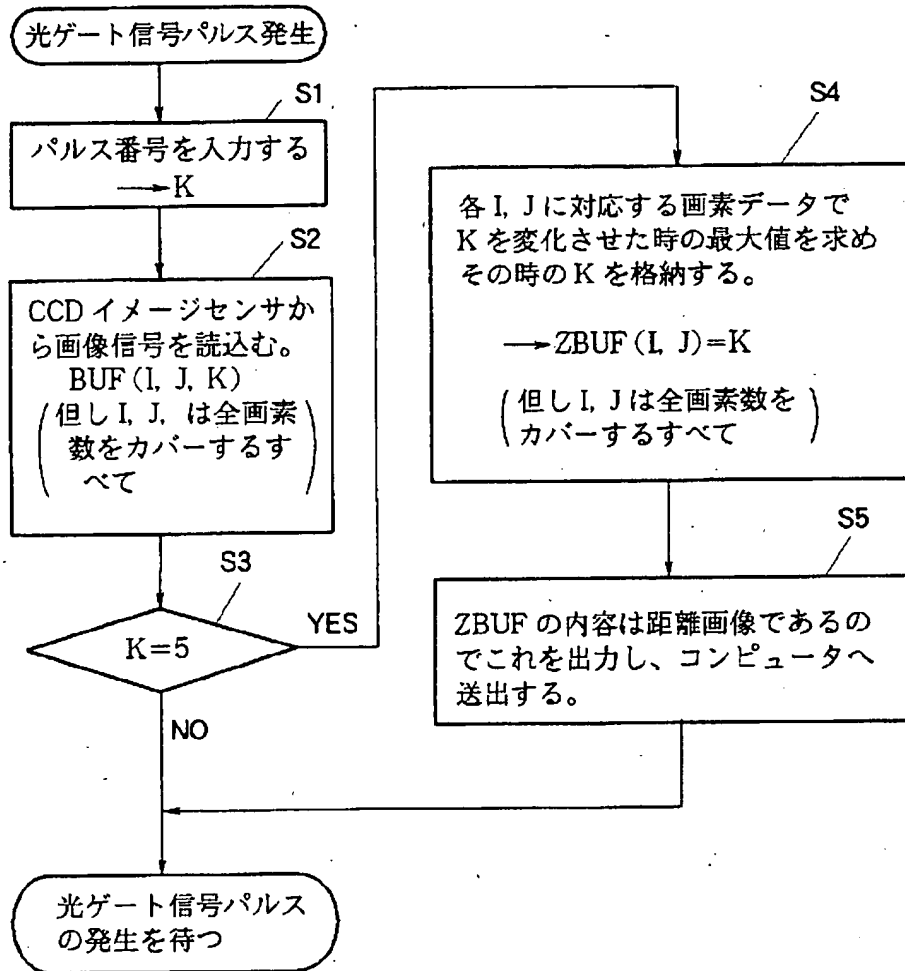 光ゲート信号パルス発生
S1
パルス番号を入力する
→K
S2
CCDイメージセンサか
ら画像信号を読込む。
BUF(I, J, K)
(但しI, J, は全画素
数をカバーするす
べて)
S3
K=5
YES
NO
S4
各I, Jに対応する画素データで
Kを変化させた時の最大値を求め
その時のKを格納する。
→ZBUF(I, J)=K
(但しI, Jは全画素数を
カバーするすべて)
S5
ZBUFの内容は距離画像であるの
でこれを出力し、コンピュータへ
送出する。
光ゲート信号パルス
の発生を待つ